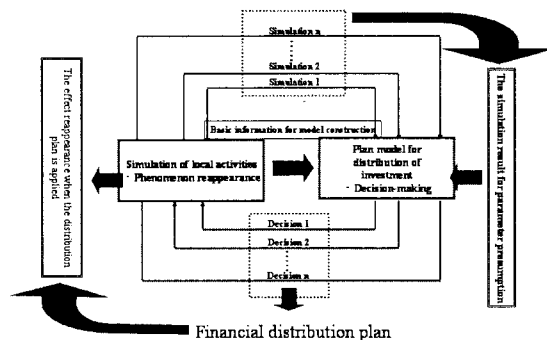 Simulation n
Simulation 2
Simulation 1
Basic information for model construction
The effect reappearance when the distribution
plan is applied
Simulation of local activities
- Phenomenon reappearance
Plan model for
distribution of
investment
- Decision-making
The simulation result for parameter presumption
Decision 1
Decision 2
Decision n
Financial distribution plan